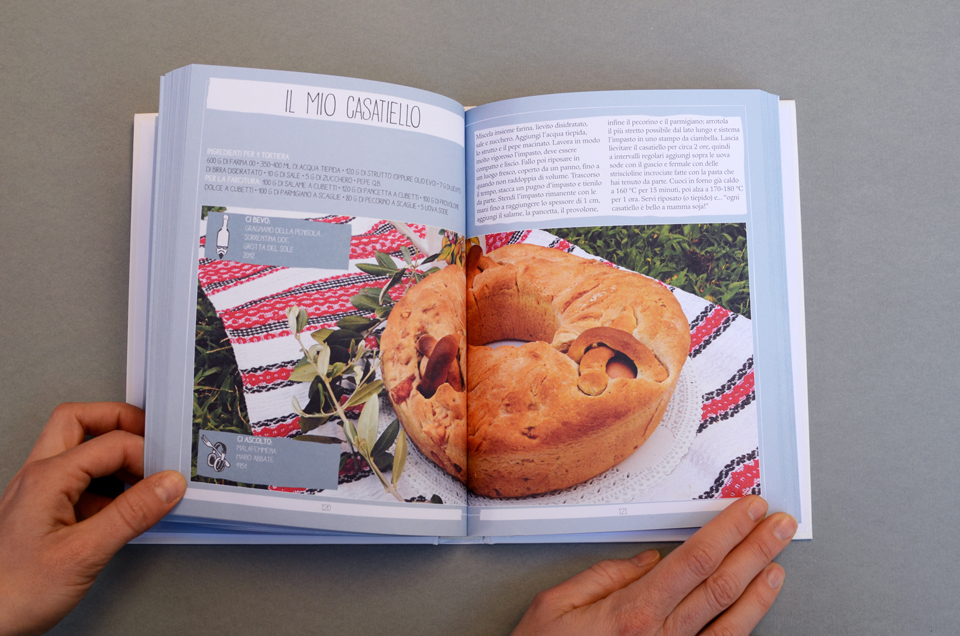 IL MIO CASATIELLO
INGREDIENTI PER 1 TORTIERA
600 G DI FARINA 00 • 350-400 ML DI ACQUA TIEPIDA • 120 G DI STRUTTO OPPURE OLIO EVO • 7 G DI LIEVITO
DI BIRRA DISIDRATATO • 10 G DI SALE • 5 G DI ZUCCHERO • PEPE Q.B.
PER LA FARCITURA: 100 G DI SALAME A CUBETTI • 120 G DI PANCETTA A CUBETTI • 100 G DI PROVOLONE
DOLCE A CUBETTI • 100 G DI PARMIGIANO A SCAGLIE • 80 G DI PECORINO A SCAGLIE • 5 UOVA SODE
CI BEVO:
GRAGNANO DELLA PENISOLA
SORRENTINA DOC
GROTTA DEL SOLE
2012
CI ASCOLTO:
MALAFEMMENA
MARIO ABBATE
1951
120
Miscela insieme farina, lievito disidratato,
sale e zucchero. Aggiungi l'acqua tiepida,
lo strutto e il pepe macinato. Lavora in modo
molto vigoroso l'impasto, deve essere
compatto e liscio. Fallo poi riposare in
un luogo fresco, coperto da un panno, fino a
quando non raddoppia di volume. Trascorso
il tempo, stacca un pugno d'impasto e tienilo
da parte. Stendi l'impasto rimanente con le
mani fino a raggiungere lo spessore di 1 cm,
aggiungi il salame, la pancetta, il provolone,
infine il pecorino e il parmigiano; arrotola
il più stretto possibile dal lato lungo e sistema
l'impasto in uno stampo da ciambella. Lascia
lievitare il casatiello per circa 2 ore, quindi
a intervalli regolari aggiungi sopra le uova
sode con il guscio e fermale con delle
striscioline incrociate fatte con la pasta
che hai tenuto da parte. Cuoci in forno già caldo
a 160 °C per 15 minuti, poi alza a 170-180 °C
per 1 ora. Servi riposato (o tiepido) e... "ogni
casatiello è bello a mamma soja!"
121